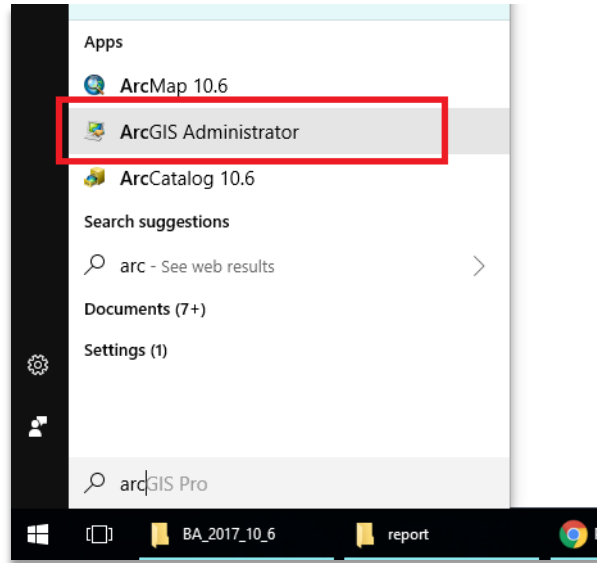 Apps
ArcMap 10.6
ArcGIS Administrator
ArcCatalog 10.6
Search suggestions
arc - See web results
Documents (7+)
Settings (1)
arcGIS Pro
BA_2017_10_6 report